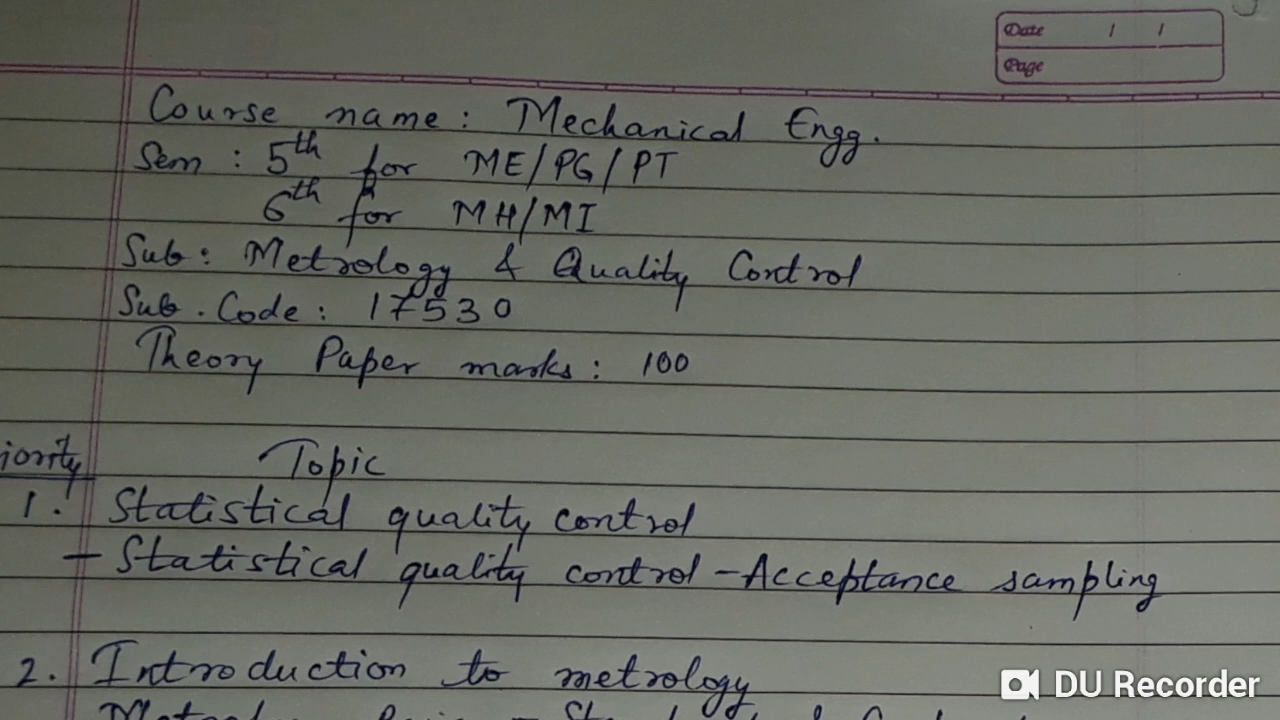 Date / /
Page
Course name: Mechanical Engg.
Sem: 5th for ME/PG/PT
6th for MH/MI
Sub: Metrology & Quality Control
Sub. Code: 17530
Theory Paper marks: 100
iority Topic
1. Statistical quality control
- Statistical quality control - Acceptance sampling
2. Introduction to metrology
DU Recorder